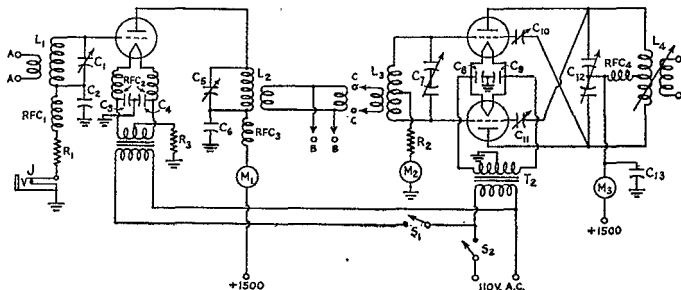 A
A
L1
C1
C2
RFC1
R1
J
RFC2
C3
C4
R3
C5
L2
C6
RFC3
M1
+1500
B
B
C
C
L3
C7
R2
M2
C8
C9
C10
C11
T2
S1
S2
110V. A.C.
C12
RFC4
L4
M3
C13
+1500